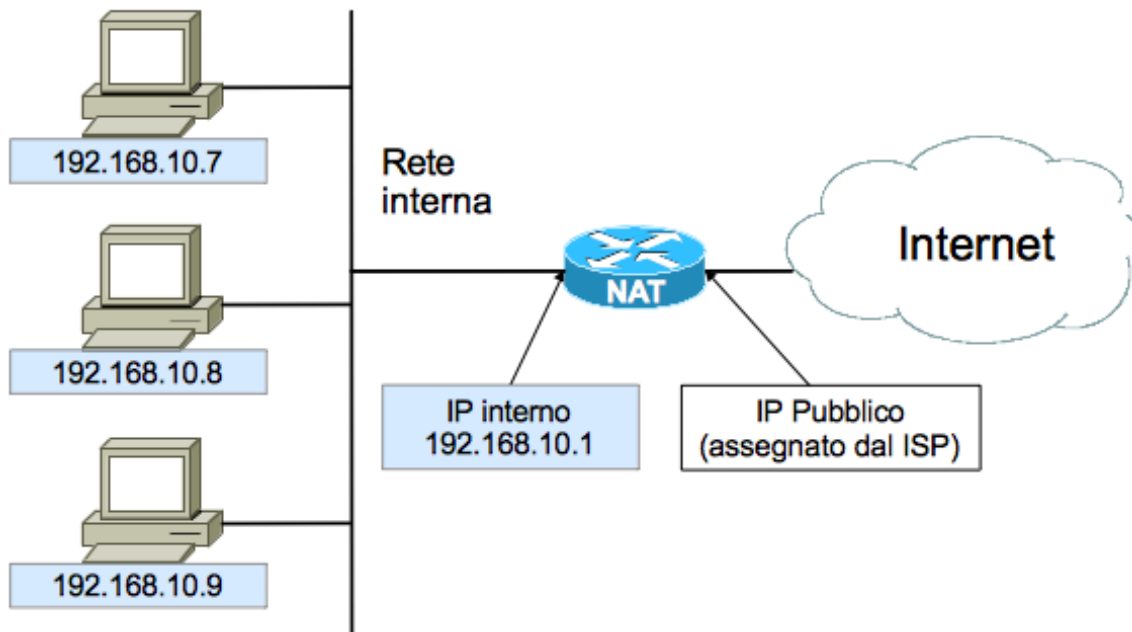 192.168.10.7
Rete
interna
Internet
NAT
192.168.10.8
IP interno
192.168.10.1
IP Pubblico
(assegnato dal ISP)
192.168.10.9